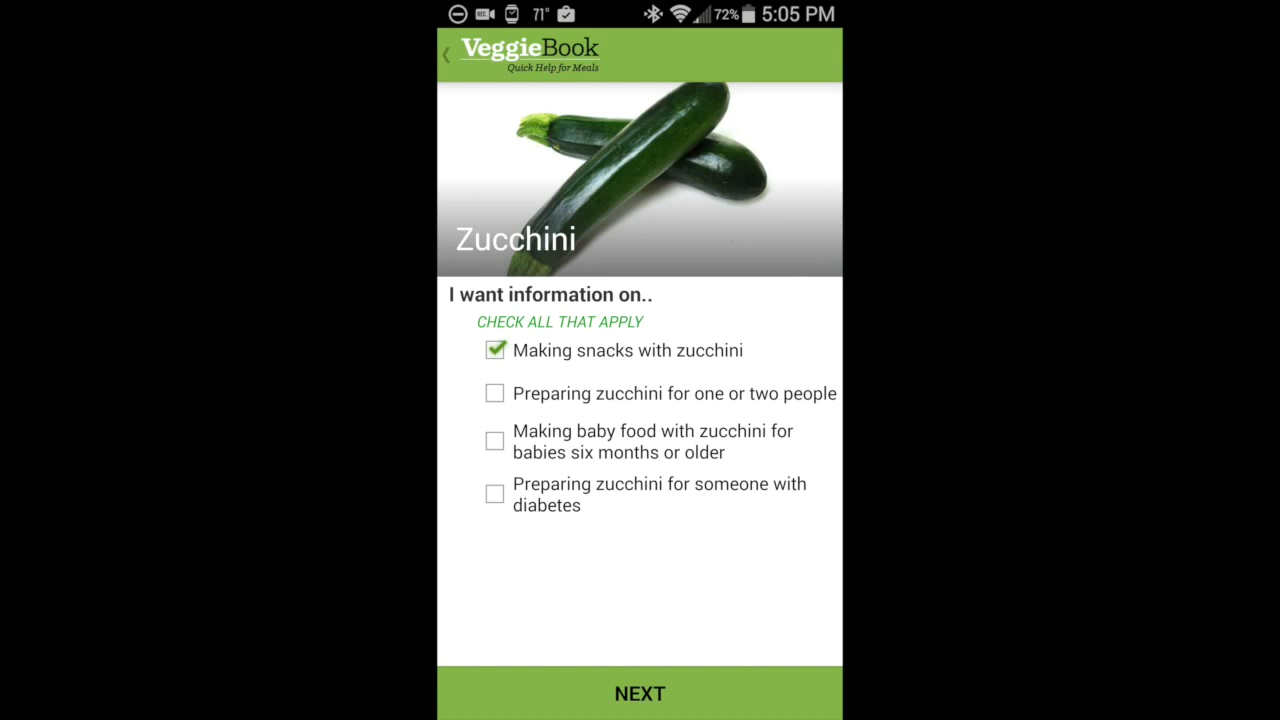 REC 71° 72% 5:05 PM
VeggieBook
Quick Help for Meals
Zucchini
I want information on..
CHECK ALL THAT APPLY
Making snacks with zucchini
Preparing zucchini for one or two people
Making baby food with zucchini for
babies six months or older
Preparing zucchini for someone with
diabetes
NEXT